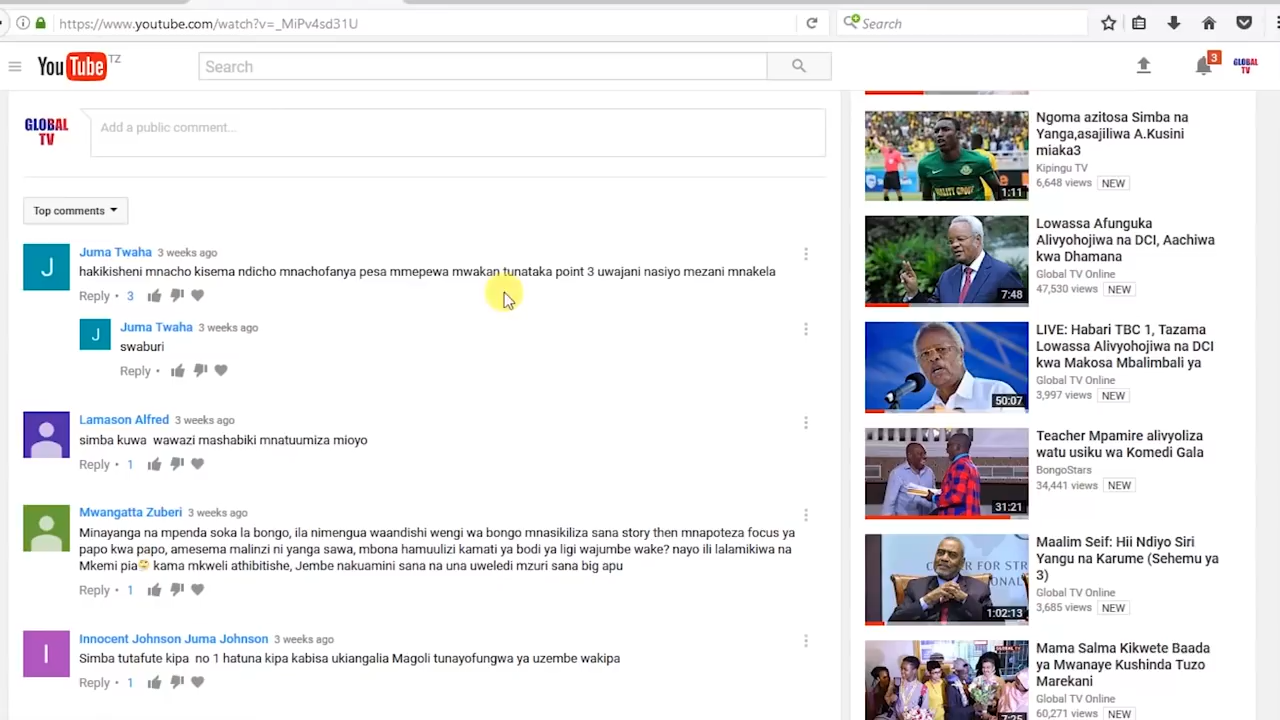 https://www.youtube.com/watch?v=_MiPv4sd31U
Search
YouTube TZ
Search
3
GLOBAL TV
GLOBAL TV
Add a public comment...
Top comments
J
Juma Twaha 3 weeks ago
hakikisheni mnacho kisema ndicho mnachofanya pesa mmepewa mwakan tunataka point 3 uwajani nasiyo mezani mnakela
Reply • 3
J
Juma Twaha 3 weeks ago
swaburi
Reply •
Lamason Alfred 3 weeks ago
simba kuwa wawazi mashabiki mnatuumiza mioyo
Reply • 1
Mwangatta Zuberi 3 weeks ago
Minayanga na mpenda soka la bongo, ila nimengua waandishi wengi wa bongo mnasikiliza sana story then mnapoteza focus ya
papo kwa papo, amesema malinzi ni yanga sawa, mbona hamuulizi kamati ya bodi ya ligi wajumbe wake? nayo ili lalamikiwa na
Mkemi pia🤔 kama mkweli athibitishe, Jembe nakuamini sana na una uweledi mzuri sana big apu
Reply • 1
I
Innocent Johnson Juma Johnson 3 weeks ago
Simba tutafute kipa no 1 hatuna kipa kabisa ukiangalia Magoli tunayofungwa ya uzembe wakipa
Reply • 1
1:11
Ngoma azitosa Simba na
Yanga,asajiliwa A.Kusini
miaka3
Kipingu TV
6,648 views NEW
7:48
Lowassa Afunguka
Alivyohojiwa na DCI, Aachiwa
kwa Dhamana
Global TV Online
47,530 views NEW
50:07
LIVE: Habari TBC 1, Tazama
Lowassa Alivyohojiwa na DCI
kwa Makosa Mbalimbali ya
Global TV Online
3,997 views NEW
31:21
Teacher Mpamire alivyoliza
watu usiku wa Komedi Gala
BongoStars
34,441 views NEW
1:02:13
Maalim Seif: Hii Ndiyo Siri
Yangu na Karume (Sehemu ya
3)
Global TV Online
3,685 views NEW
7:25
Mama Salma Kikwete Baada
ya Mwanaye Kushinda Tuzo
Marekani
Global TV Online
60,271 views NEW